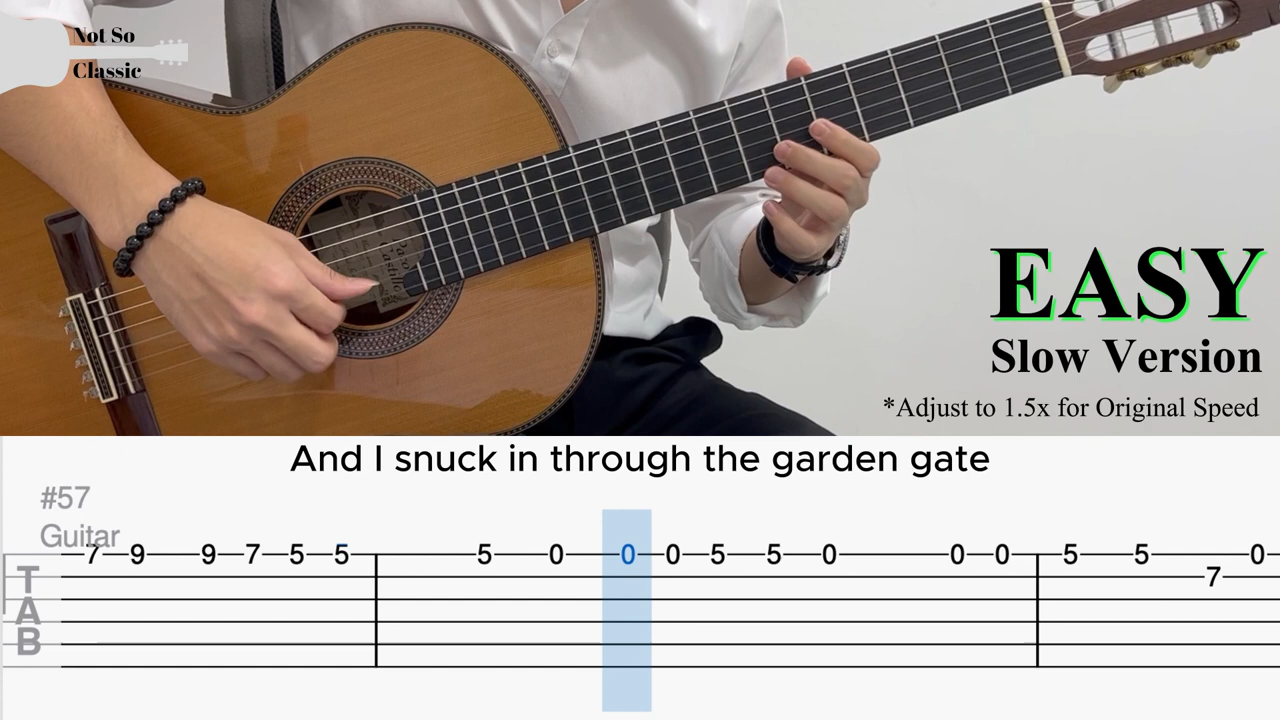 Not So
Classic
EASY
Slow Version
*Adjust to 1.5x for Original Speed
And I snuck in through the garden gate
#57
Guitar
7 9 9 7 5 5 5 0 0 0 5 5 0 0 0 5 5 0
7
T
A
B